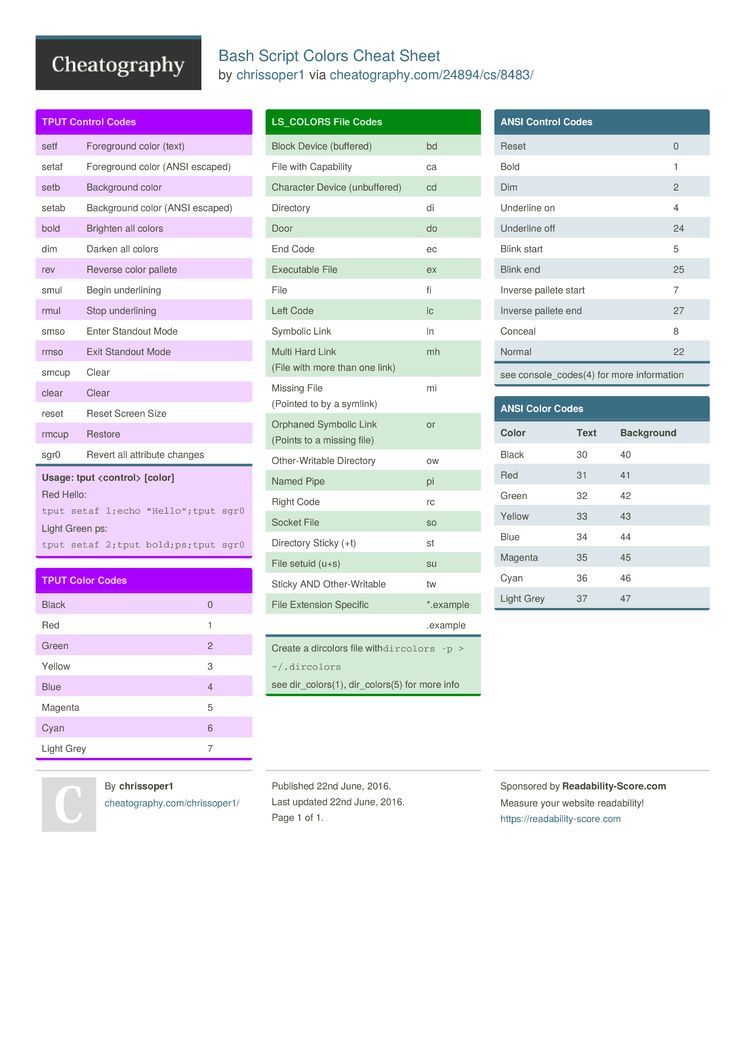 Cheatography
Bash Script Colors Cheat Sheet
by chrissoper1 via cheatography.com/24894/cs/8483/
TPUT Control Codes
setf Foreground color (text)
setaf Foreground color (ANSI escaped)
setb Background color
setab Background color (ANSI escaped)
bold Brighten all colors
dim Darken all colors
rev Reverse color pallete
smul Begin underlining
rmul Stop underlining
smso Enter Standout Mode
rmso Exit Standout Mode
smcup Clear
clear Clear
reset Reset Screen Size
rmcup Restore
sgr0 Revert all attribute changes
Usage: tput <control> [color]
Red Hello:
tput setaf 1;echo "Hello";tput sgr0
Light Green ps:
tput setaf 2;tput bold;ps;tput sgr0
TPUT Color Codes
Black 0
Red 1
Green 2
Yellow 3
Blue 4
Magenta 5
Cyan 6
Light Grey 7
LS_COLORS File Codes
Block Device (buffered) bd
File with Capability ca
Character Device (unbuffered) cd
Directory di
Door do
End Code ec
Executable File ex
File fi
Left Code lc
Symbolic Link ln
Multi Hard Link mh
(File with more than one link)
Missing File mi
(Pointed to by a symlink)
Orphaned Symbolic Link or
(Points to a missing file)
Other-Writable Directory ow
Named Pipe pi
Right Code rc
Socket File so
Directory Sticky (+t) st
File setuid (u+s) su
Sticky AND Other-Writable tw
File Extension Specific *.example
.example
Create a dircolors file withdircolors -p >
~/.dircolors
see dir_colors(1), dir_colors(5) for more info
ANSI Control Codes
Reset 0
Bold 1
Dim 2
Underline on 4
Underline off 24
Blink start 5
Blink end 25
Inverse pallete start 7
Inverse pallete end 27
Conceal 8
Normal 22
see console_codes(4) for more information
ANSI Color Codes
Color Text Background
Black 30 40
Red 31 41
Green 32 42
Yellow 33 43
Blue 34 44
Magenta 35 45
Cyan 36 46
Light Grey 37 47
C
By chrissoper1
cheatography.com/chrissoper1/
Published 22nd June, 2016.
Last updated 22nd June, 2016.
Page 1 of 1.
Sponsored by Readability-Score.com
Measure your website readability!
https://readability-score.com